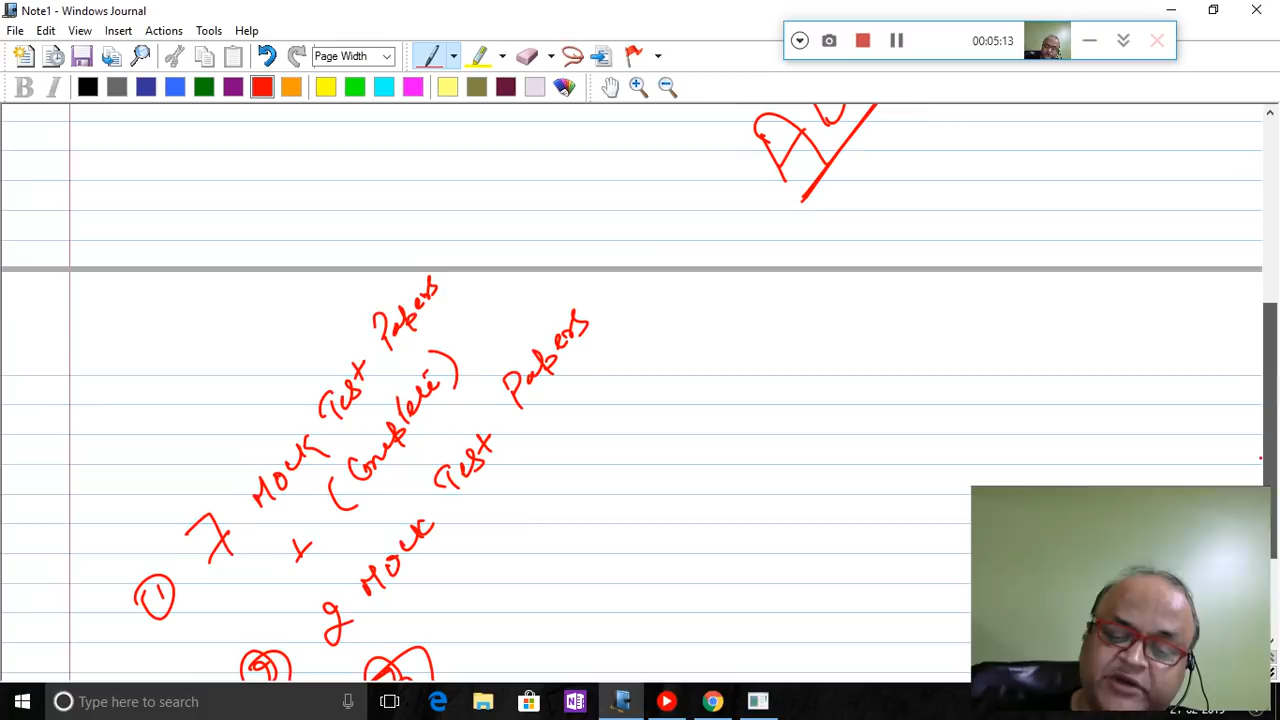 Note1 - Windows Journal
File Edit View Insert Actions Tools Help
00:05:13
Page Width
B I
① 7 Mock Test Papers
+ (Complete)
Mock Test Papers
Type here to search